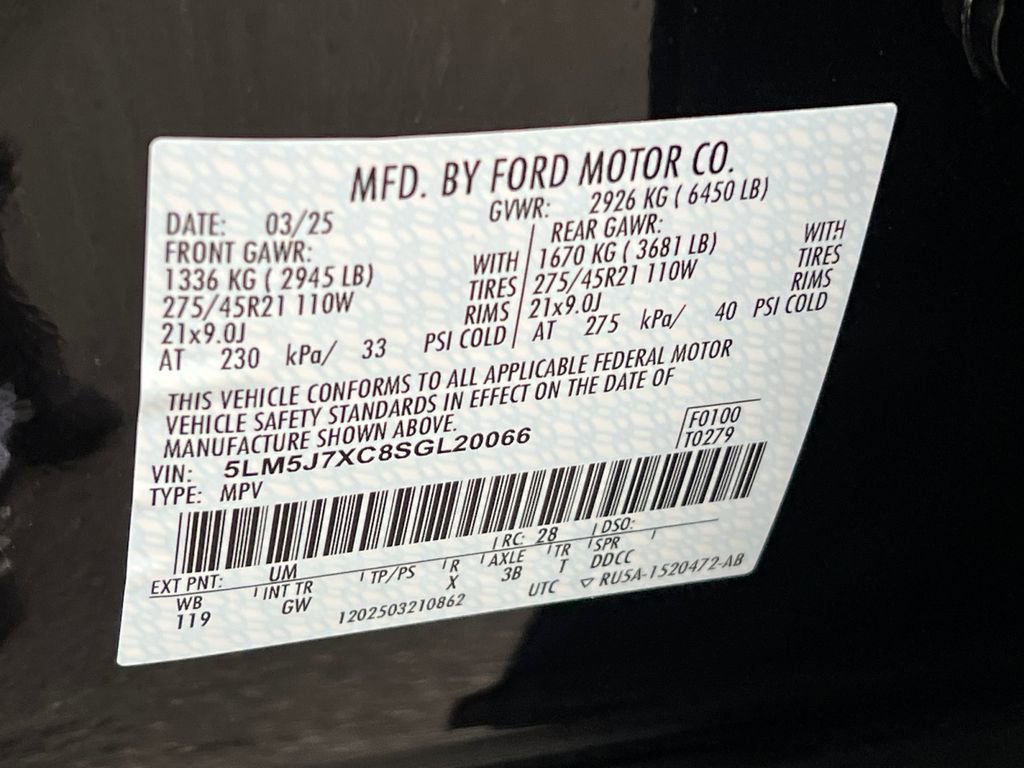 MFD. BY FORD MOTOR CO.
DATE: 03/25 GVWR: 2926 KG ( 6450 LB)
FRONT GAWR: REAR GAWR:
1336 KG ( 2945 LB) WITH 1670 KG ( 3681 LB) WITH
275/45R21 110W TIRES 275/45R21 110W TIRES
21x9.0J RIMS 21x9.0J RIMS
AT 230 kPa/ 33 PSI COLD AT 275 kPa/ 40 PSI COLD
THIS VEHICLE CONFORMS TO ALL APPLICABLE FEDERAL MOTOR
VEHICLE SAFETY STANDARDS IN EFFECT ON THE DATE OF
MANUFACTURE SHOWN ABOVE.
VIN: 5LM5J7XC8SGL20066 F0100
TYPE: MPV T0279
EXT PNT: UM RC: 28 DSO:
WB INT TR TP/PS R AXLE TR SPR
119 GW X 3B T DDCC
1202503210862 UTC ▽ RU5A-1520472-AB